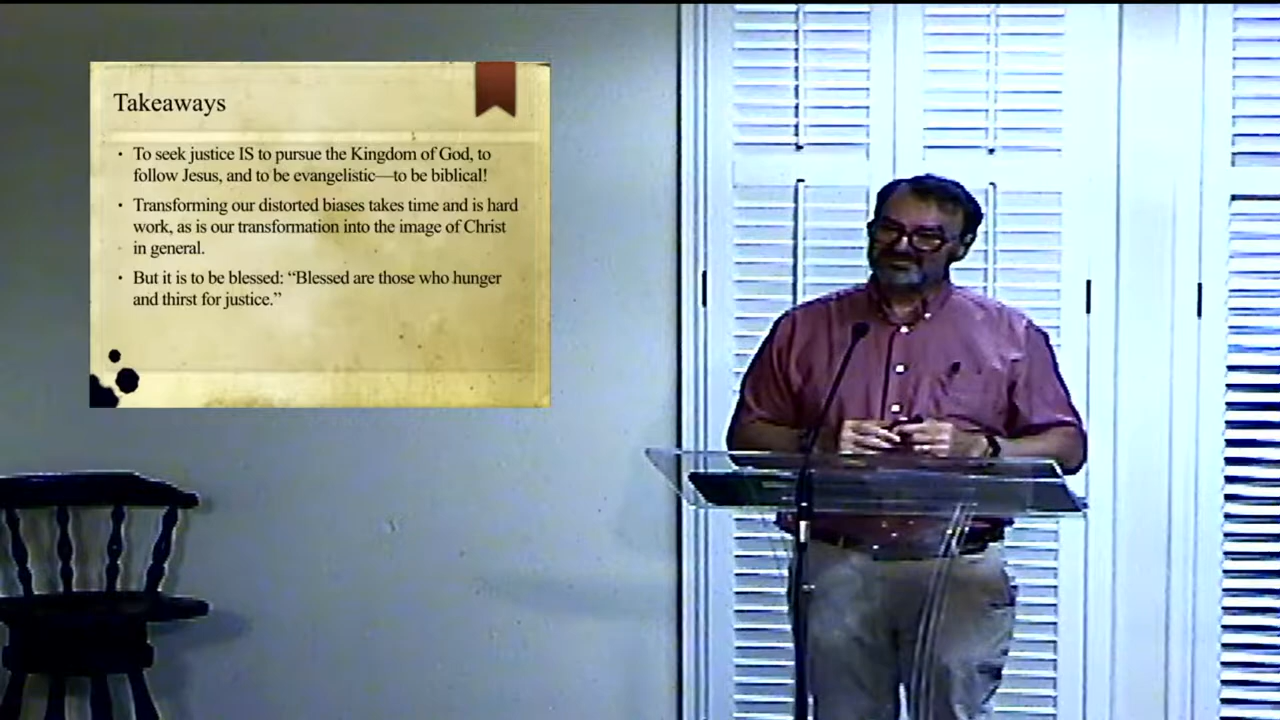 Takeaways
• To seek justice IS to pursue the Kingdom of God, to
follow Jesus, and to be evangelistic—to be biblical!
• Transforming our distorted biases takes time and is hard
work, as is our transformation into the image of Christ
in general.
• But it is to be blessed: “Blessed are those who hunger
and thirst for justice.”